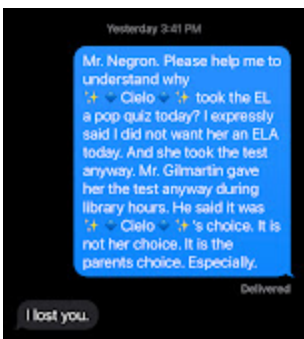 Yesterday 3:41 PM
Mr. Negron. Please help me to
understand why
✨💙 Cielo 💙✨ took the EL
a pop quiz today? I expressly
said I did not want her an ELA
today. And she took the test
anyway. Mr. Gilmartin gave
her the test anyway during
library hours. He said it was
✨💙 Cielo 💙✨'s choice. It is
not her choice. It is the
parents choice. Especially.
Delivered
I lost you.